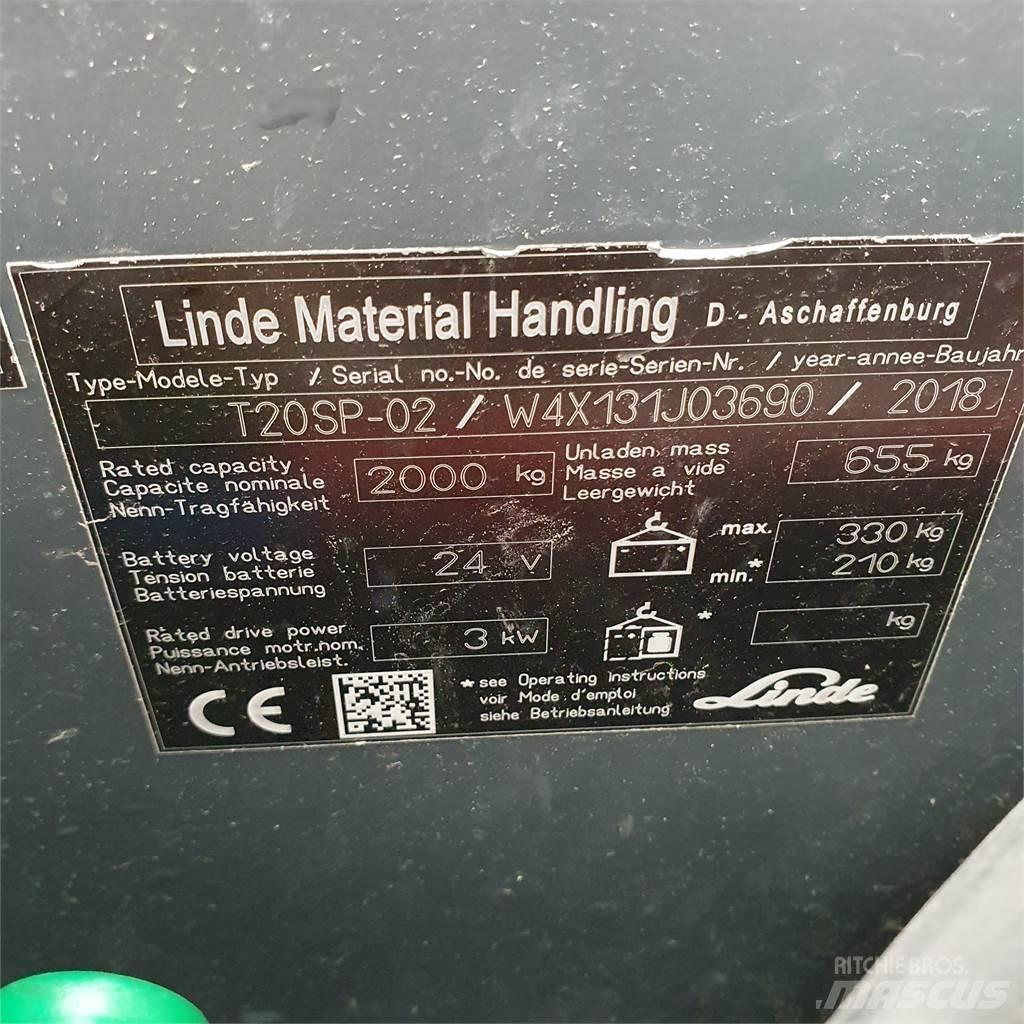 Linde Material Handling D - Aschaffenburg
Type-Modele-Typ / Serial no.-No. de serie-Serien-Nr. / year-annee-Baujahr
T20SP-02 / W4X131J03690 / 2018
Rated capacity
Capacite nominale
Nenn-Tragfähigkeit
2000 kg
Unladen mass
Masse a vide
Leergewicht
655 kg
Battery voltage
Tension batterie
Batteriespannung
24 V
max. 330 kg
min.* 210 kg
Rated drive power
Puissance motr.nom.
Nenn-Antriebsleist.
3 kW
* kg
CE
* see Operating instructions
voir Mode d'emploi
siehe Betriebsanleitung
Linde
RITCHIE BROS.
MASCUS